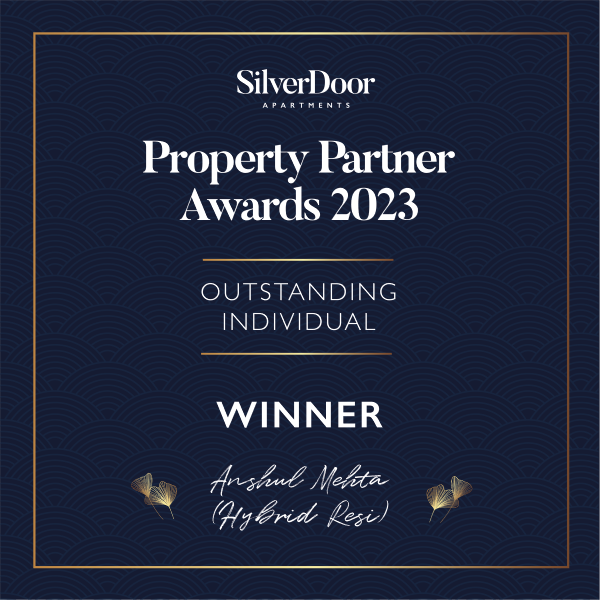 SilverDoor
APARTMENTS
Property Partner
Awards 2023
OUTSTANDING
INDIVIDUAL
WINNER
Anshul Mehta
(Hybrid Resi)